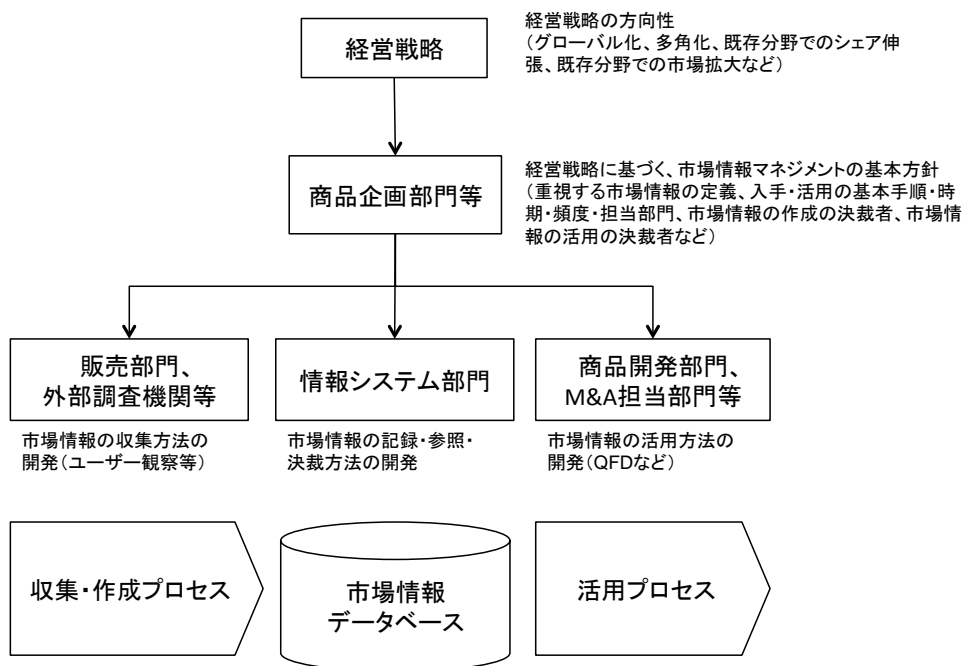 経営戦略
経営戦略の方向性
（グローバル化、多角化、既存分野でのシェア伸
張、既存分野での市場拡大など）
商品企画部門等
経営戦略に基づく、市場情報マネジメントの基本方針
（重視する市場情報の定義、入手・活用の基本手順・時
期・頻度・担当部門、市場情報の作成の決裁者、市場情
報の活用の決裁者など）
販売部門、
外部調査機関等
情報システム部門
商品開発部門、
M&A担当部門等
市場情報の収集方法の
開発（ユーザー観察等）
市場情報の記録・参照・
決裁方法の開発
市場情報の活用方法の
開発（QFDなど）
収集・作成プロセス
市場情報
データベース
活用プロセス